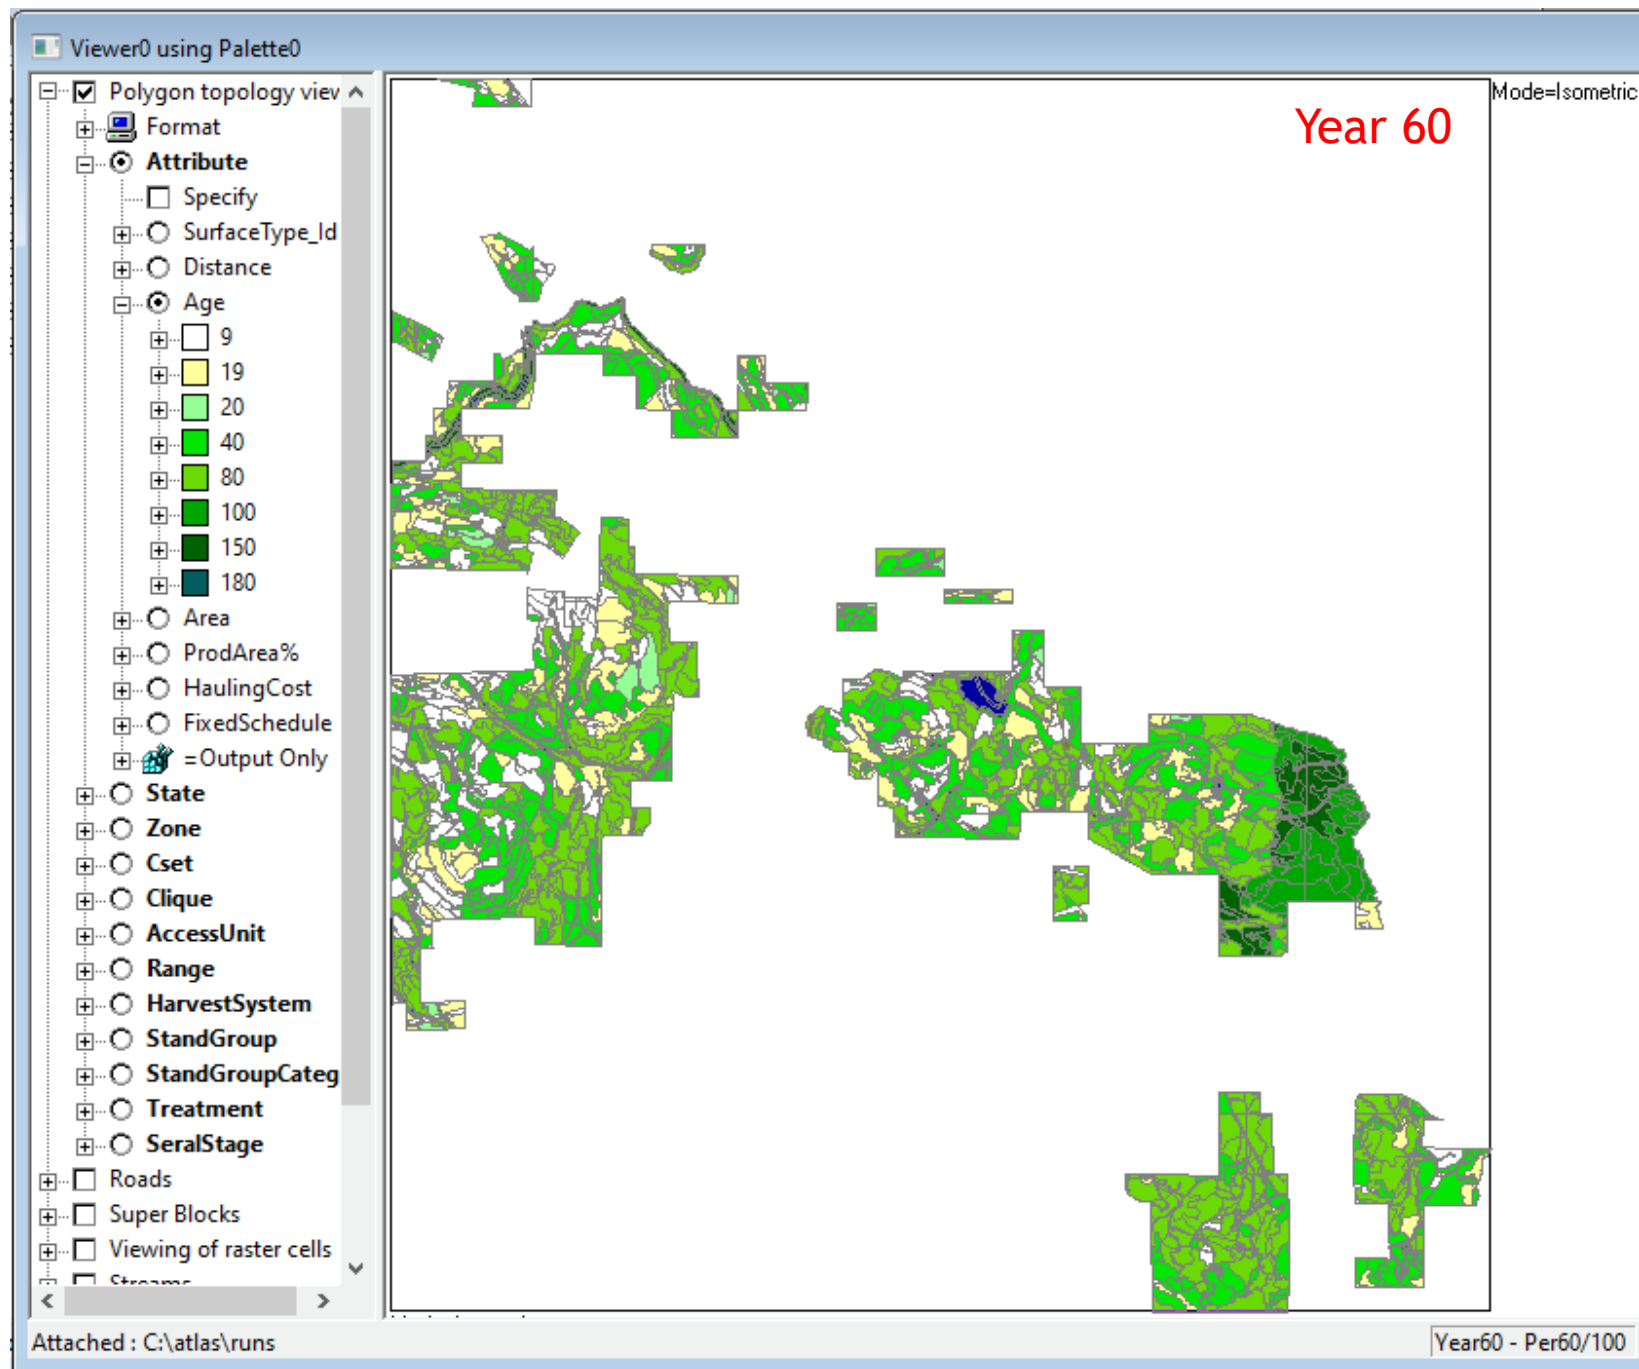 Viewer0 using Palette0
Polygon topology view
Mode=Isometric
Year 60
Format
Attribute
Specify
SurfaceType_Id
Distance
Age
9
19
20
40
80
100
150
180
Area
ProdArea%
HaulingCost
FixedSchedule
=Output Only
State
Zone
Cset
Clique
AccessUnit
Range
HarvestSystem
StandGroup
StandGroupCateg
Treatment
SeralStage
Roads
Super Blocks
Viewing of raster cells
Streams
Attached : C:\atlas\runs
Year60 - Per60/100